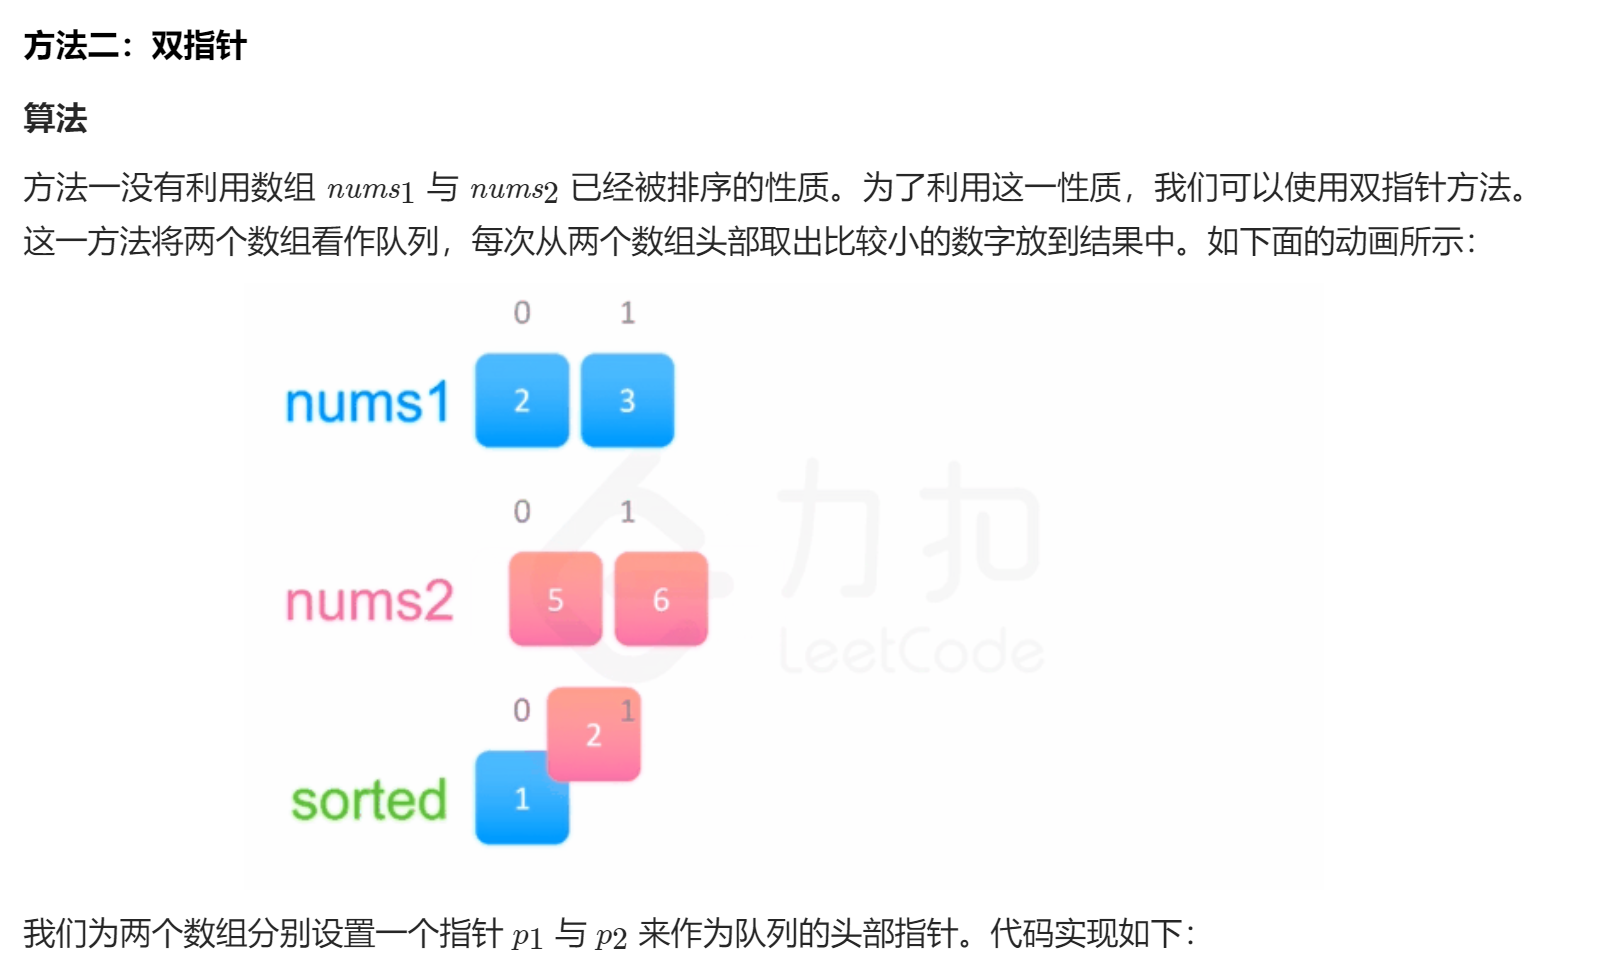 方法二：双指针
算法
方法一没有利用数组 nums1 与 nums2 已经被排序的性质。为了利用这一性质，我们可以使用双指针方法。
这一方法将两个数组看作队列，每次从两个数组头部取出比较小的数字放到结果中。如下面的动画所示：
0 1
nums1 2 3
力扣
0 1
nums2 5 6
LeetCode
0 1
2
sorted 1
我们为两个数组分别设置一个指针 p1 与 p2 来作为队列的头部指针。代码实现如下：